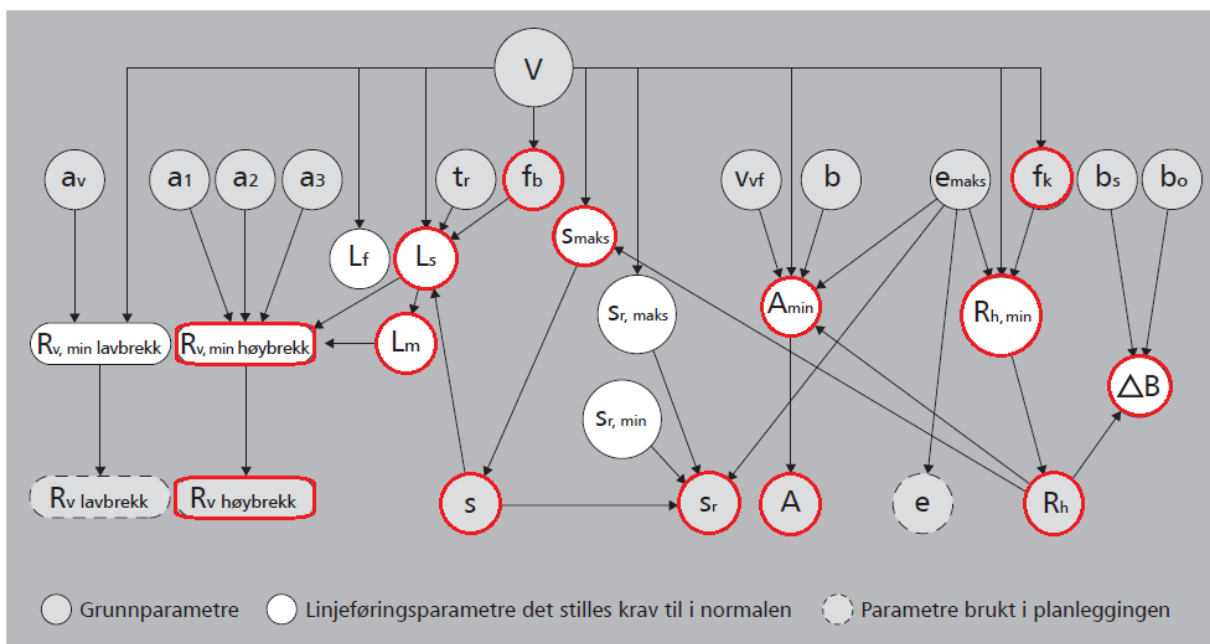 V
av
a1
a2
a3
tr
fb
Vvf
b
emaks
fk
bs
bo
Lf
Ls
smaks
Amin
Rh, min
sr, maks
Rv, min lavbrekk
Rv, min høybrekk
Lm
△B
sr, min
Rv lavbrekk
Rv høybrekk
s
sr
A
e
Rh
Grunnparametre
Linjeføringsparametre det stilles krav til i normalen
Parametre brukt i planleggingen